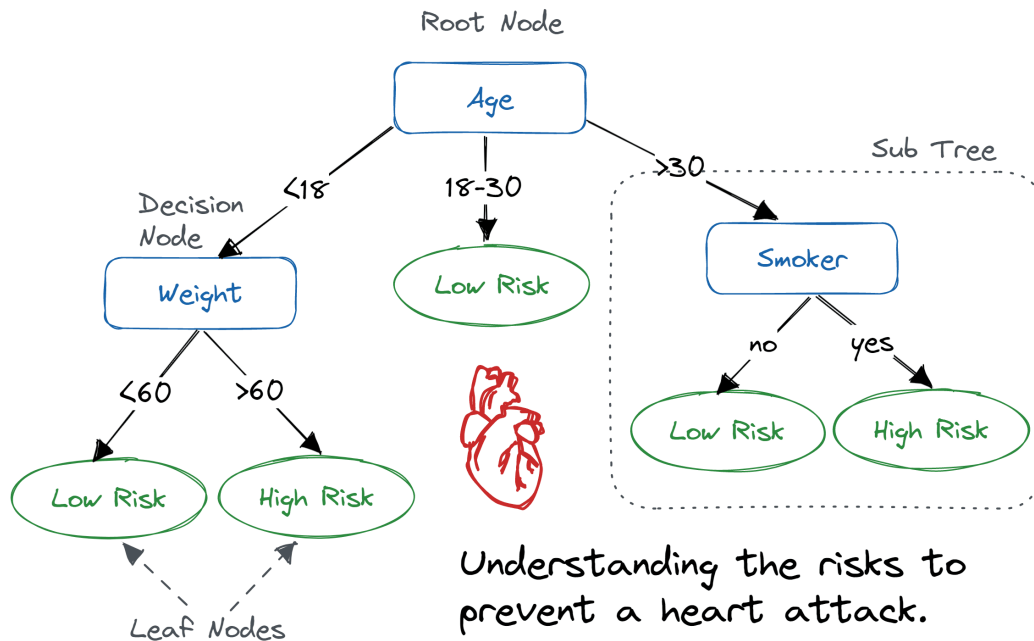 Root Node
Age
<18
18-30
>30
Sub Tree
Decision
Node
Weight
Low Risk
Smoker
<60
>60
no
yes
Low Risk
High Risk
Low Risk
High Risk
Leaf Nodes
Understanding the risks to
prevent a heart attack.